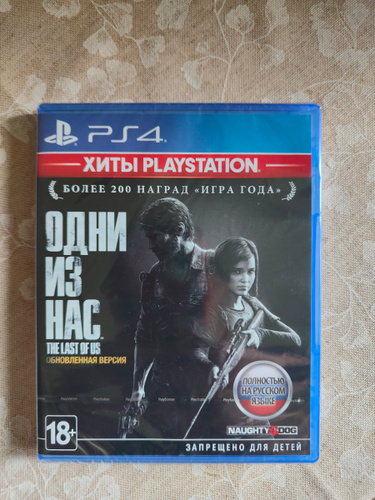 PS4
ХИТЫ PLAYSTATION
БОЛЕЕ 200 НАГРАД «ИГРА ГОДА»
ОДНИ
ИЗ
НАС
THE LAST OF US
ОБНОВЛЕННАЯ ВЕРСИЯ
ПОЛНОСТЬЮ
НА РУССКОМ
ЯЗЫКЕ
18+
NAUGHTY DOG
ЗАПРЕЩЕНО ДЛЯ ДЕТЕЙ